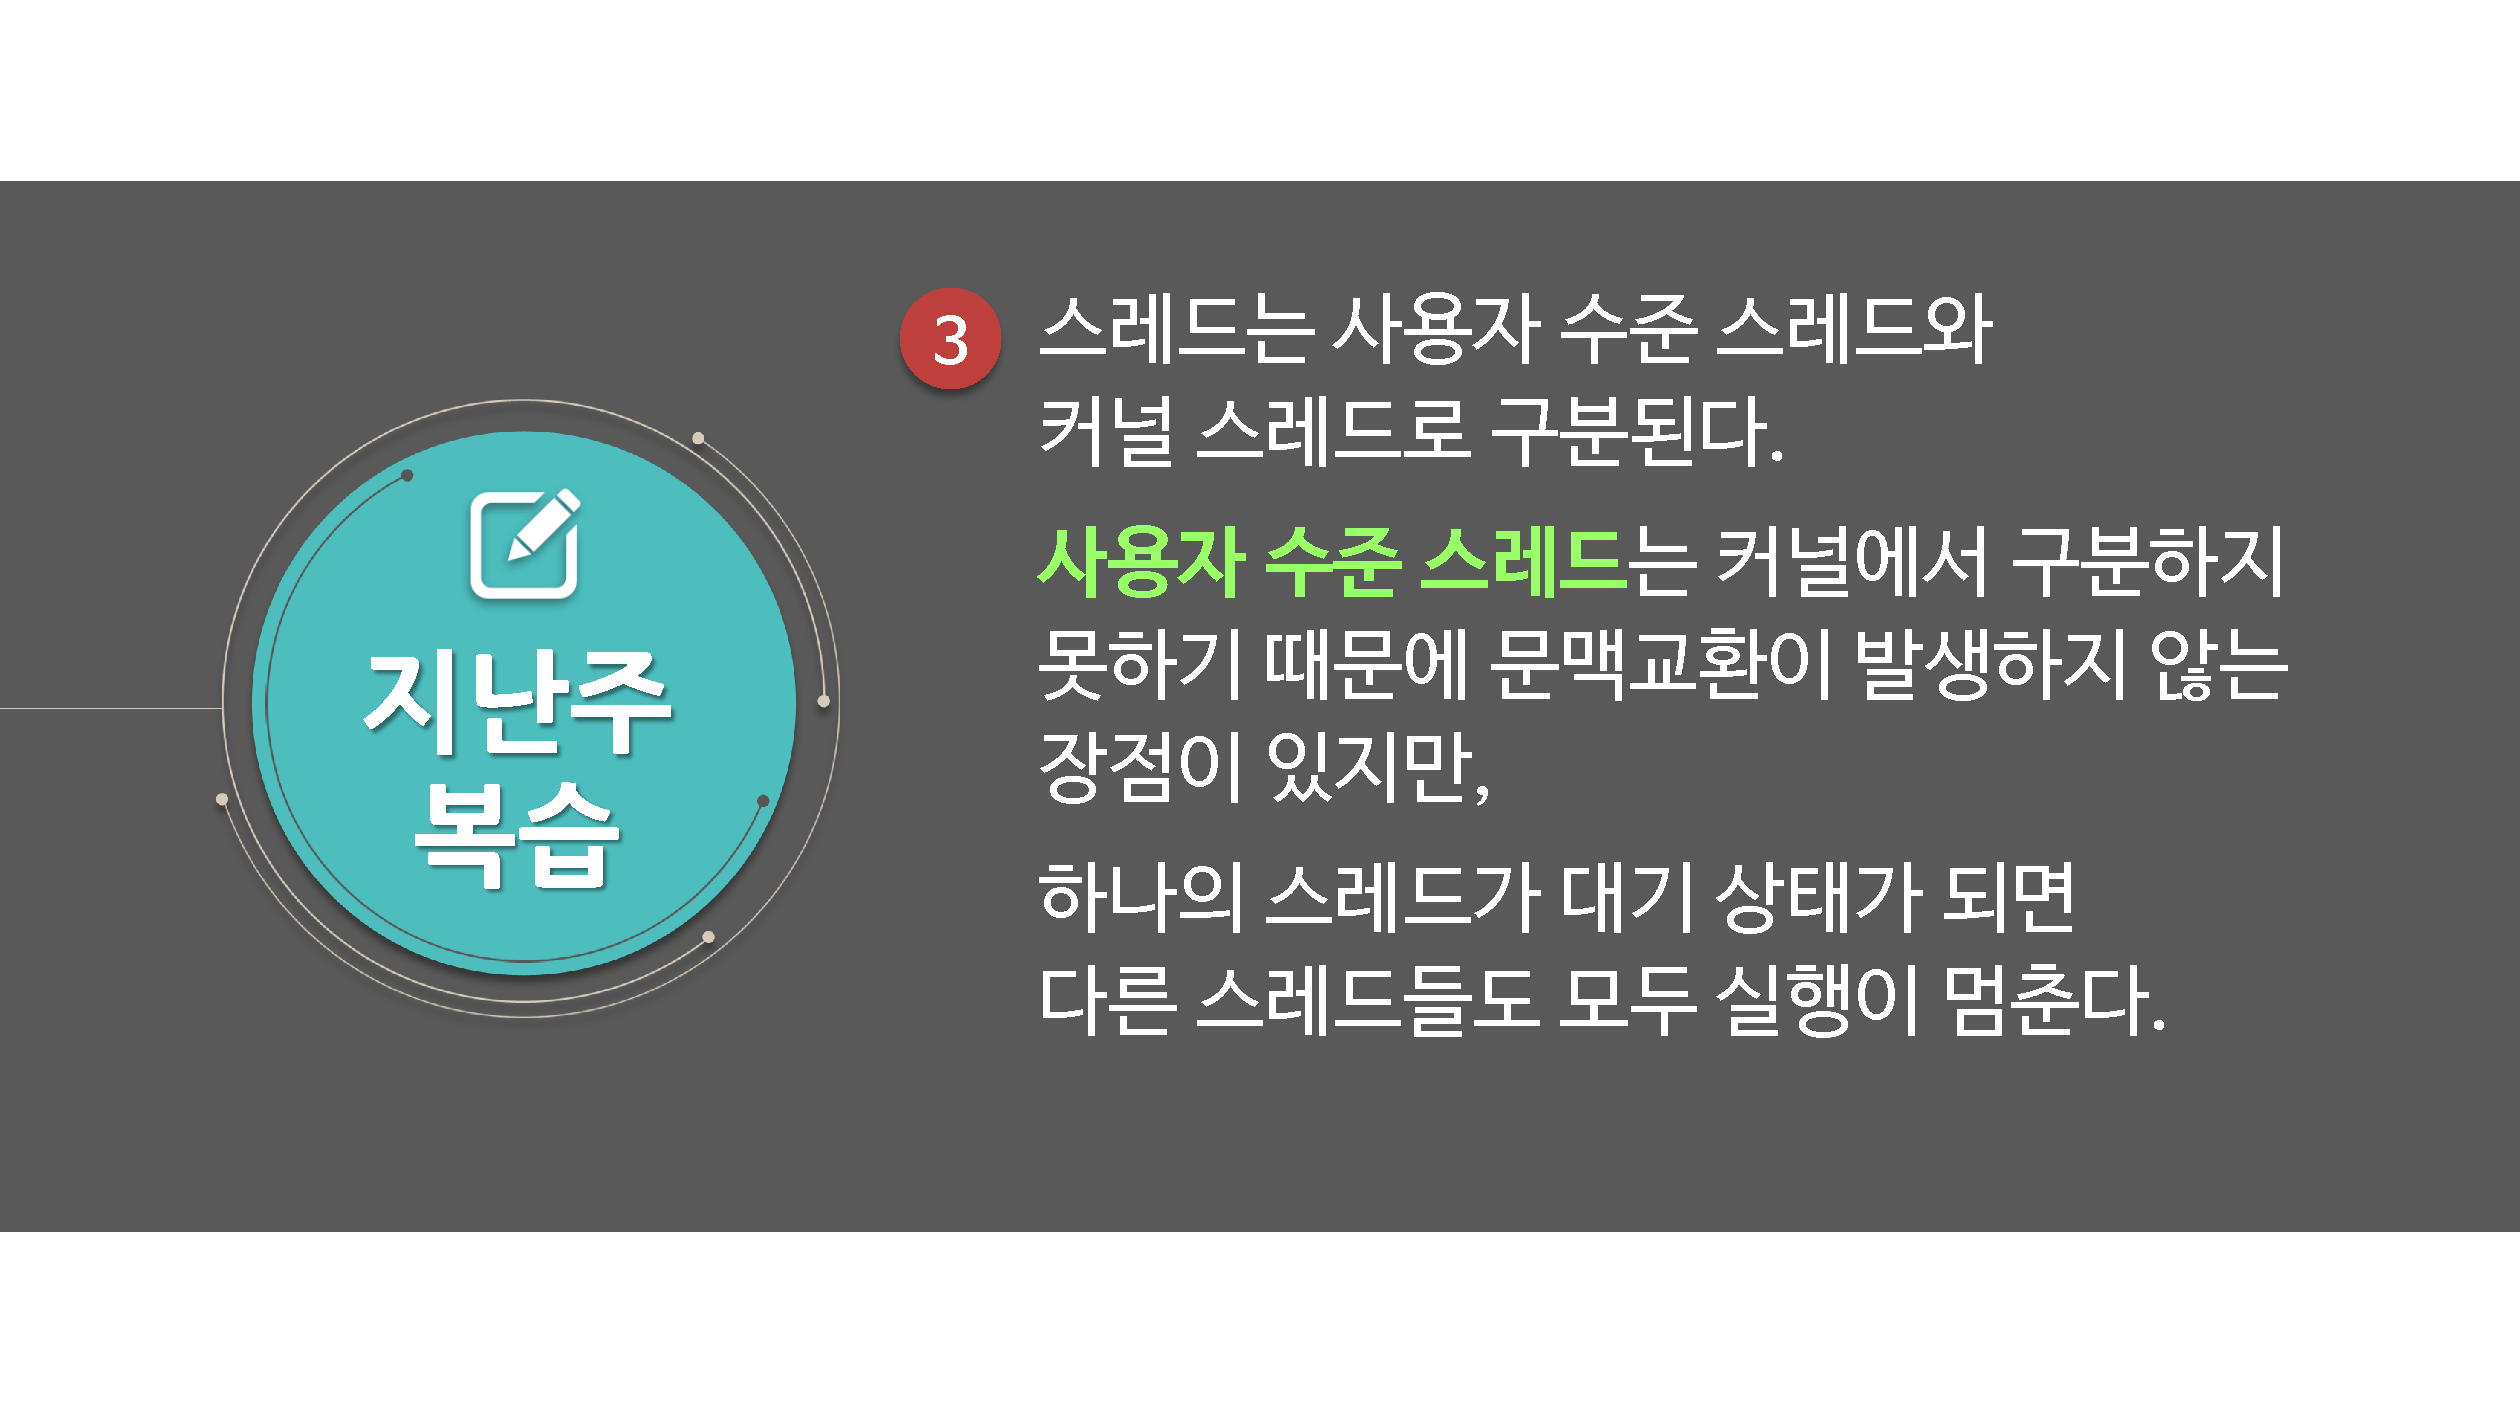 지난주
복습
3
스레드는 사용자 수준 스레드와
커널 스레드로 구분된다.
사용자 수준 스레드는 커널에서 구분하지
못하기 때문에 문맥교환이 발생하지 않는
장점이 있지만,
하나의 스레드가 대기 상태가 되면
다른 스레드들도 모두 실행이 멈춘다.